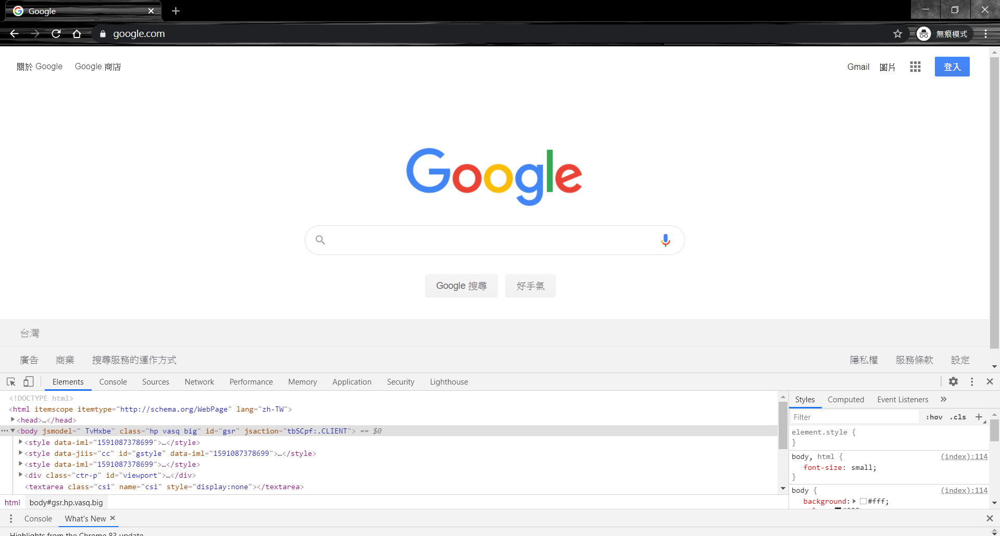 Google
google.com
無痕模式
關於 Google Google 商店
Gmail 圖片 登入
Google
Google 搜尋 好手氣
台灣
廣告 商業 搜尋服務的運作方式 隱私權 服務條款 設定
Elements Console Sources Network Performance Memory Application Security Lighthouse
<!DOCTYPE html>
<html itemscope itemtype="http://schema.org/WebPage" lang="zh-TW">
<head>…</head>
<body jsmodel=" TvHxbe" class="hp vasq big" id="gsr" jsaction="tbSCpf:.CLIENT"> == $0
<style data-iml="1591087378699">…</style>
<style data-jiis="cc" id="gstyle" data-iml="1591087378699">…</style>
<style data-iml="1591087378699">…</style>
<div class="ctr-p" id="viewport">…</div>
<textarea class="csi" name="csi" style="display:none"></textarea>
html body#gsr.hp.vasq.big
Styles Computed Event Listeners »
Filter :hov .cls +
element.style {
}
body, html { (index):114
font-size: small;
}
body { (index):114
background: #fff;
Console What's New
Highlights from the Chrome 83 update